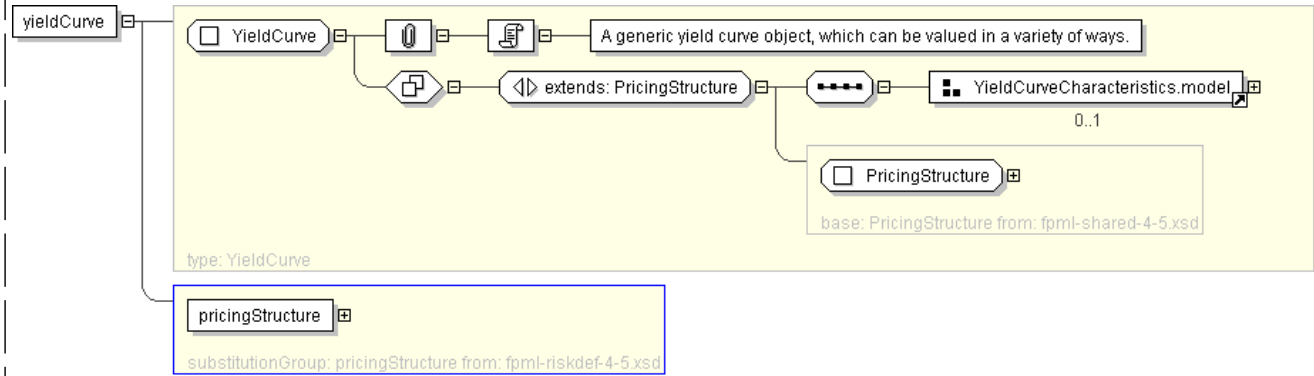 yieldCurve
YieldCurve
A generic yield curve object, which can be valued in a variety of ways.
extends: PricingStructure
YieldCurveCharacteristics.model
0..1
PricingStructure
base: PricingStructure from: fpml-shared-4-5.xsd
type: YieldCurve
pricingStructure
substitutionGroup: pricingStructure from: fpml-riskdef-4-5.xsd